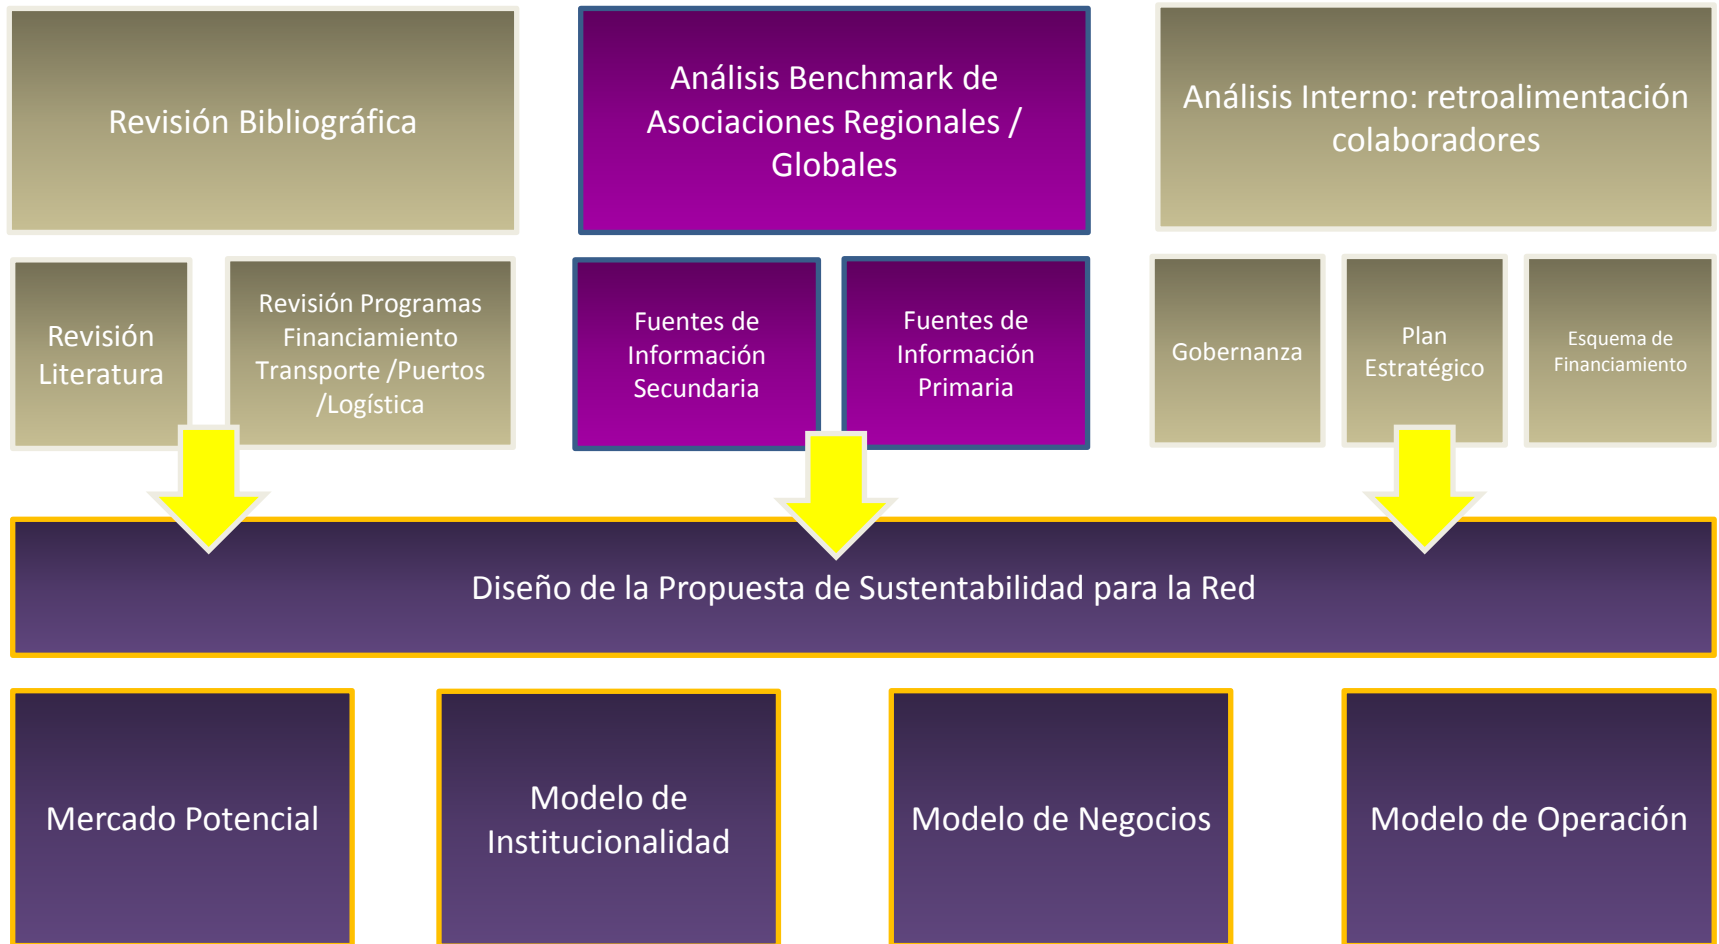 Revisión Bibliográfica
Análisis Benchmark de
Asociaciones Regionales /
Globales
Análisis Interno: retroalimentación
colaboradores
Revisión
Literatura
Revisión Programas
Financiamiento
Transporte /Puertos
/Logística
Fuentes de
Información
Secundaria
Fuentes de
Información
Primaria
Gobernanza
Plan
Estratégico
Esquema de
Financiamiento
Diseño de la Propuesta de Sustentabilidad para la Red
Mercado Potencial
Modelo de
Institucionalidad
Modelo de Negocios
Modelo de Operación